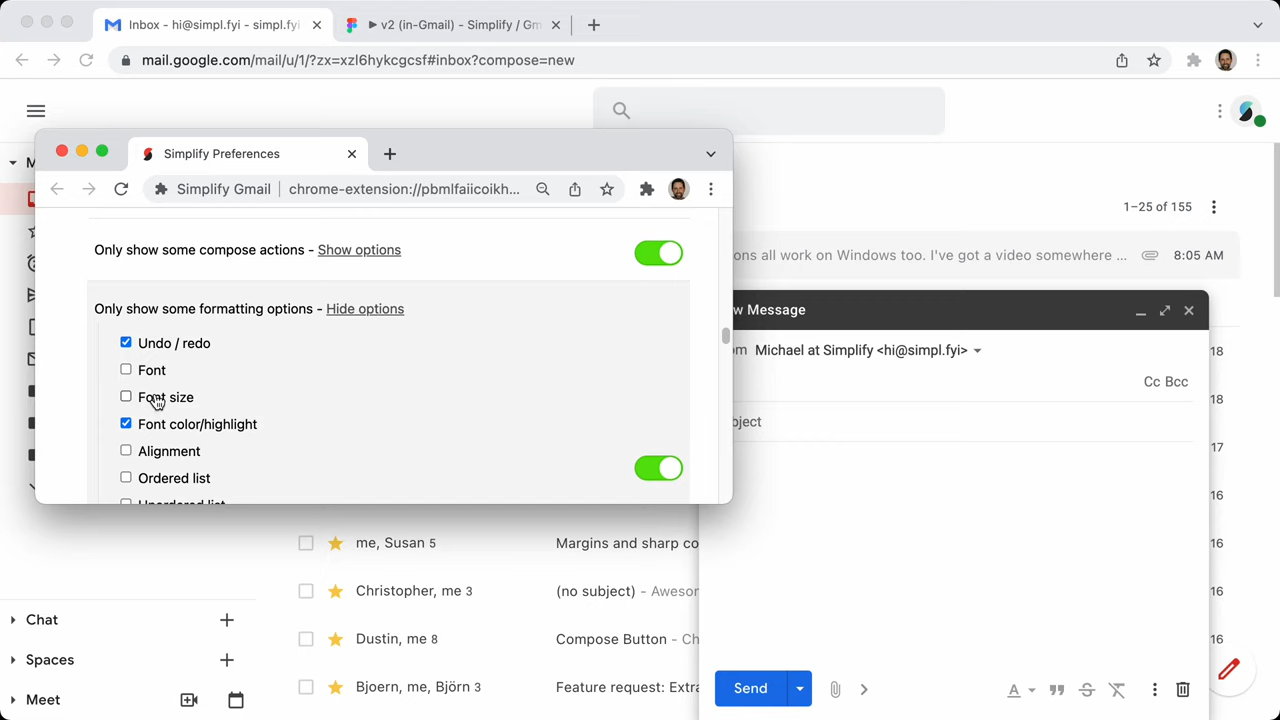 Inbox - hi@simpl.fyi - simpl.fyi
v2 (in-Gmail) - Simplify / Gm
mail.google.com/mail/u/1/?zx=xzl6hykcgcsf#inbox?compose=new
Simplify Preferences
Simplify Gmail
chrome-extension://pbmlfaiicoikh...
1–25 of 155
Only show some compose actions - Show options
ons all work on Windows too. I've got a video somewhere ...
8:05 AM
Only show some formatting options - Hide options
w Message
Undo / redo
om Michael at Simplify <hi@simpl.fyi>
18
Font
Cc Bcc
Font size
18
Font color/highlight
bject
Alignment
17
Ordered list
Unordered list
16
me, Susan 5
Margins and sharp co
16
Christopher, me 3
(no subject) - Awesor
16
Chat
Dustin, me 8
Compose Button - Ch
16
Spaces
Bjoern, me, Björn 3
Feature request: Extra
Send
A
Meet